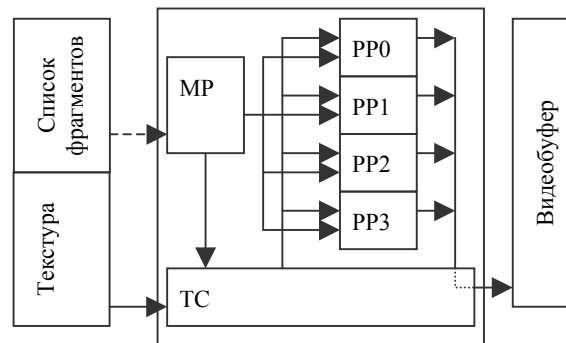 Список
фрагментов
Текстура
MP
PP0
PP1
PP2
PP3
TC
Видеобуфер